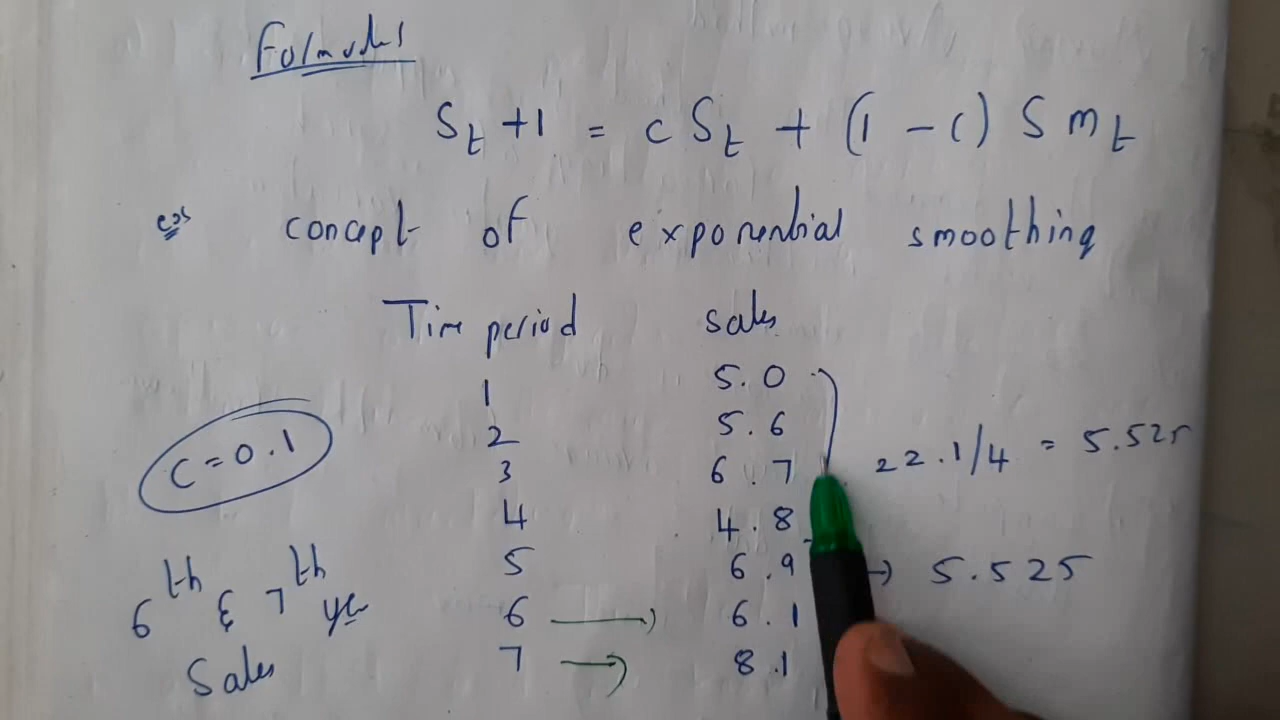 Formules
St+1 = c St + (1 - c) Smt
concept of exponential smoothing
Time period sales
1 5.0
2 5.6
3 6.7 22.1/4 = 5.525
4 4.8
5 6.9 → 5.525
6 → 6.1
7 → 8.1
C = 0.1
6th & 7th
Sales